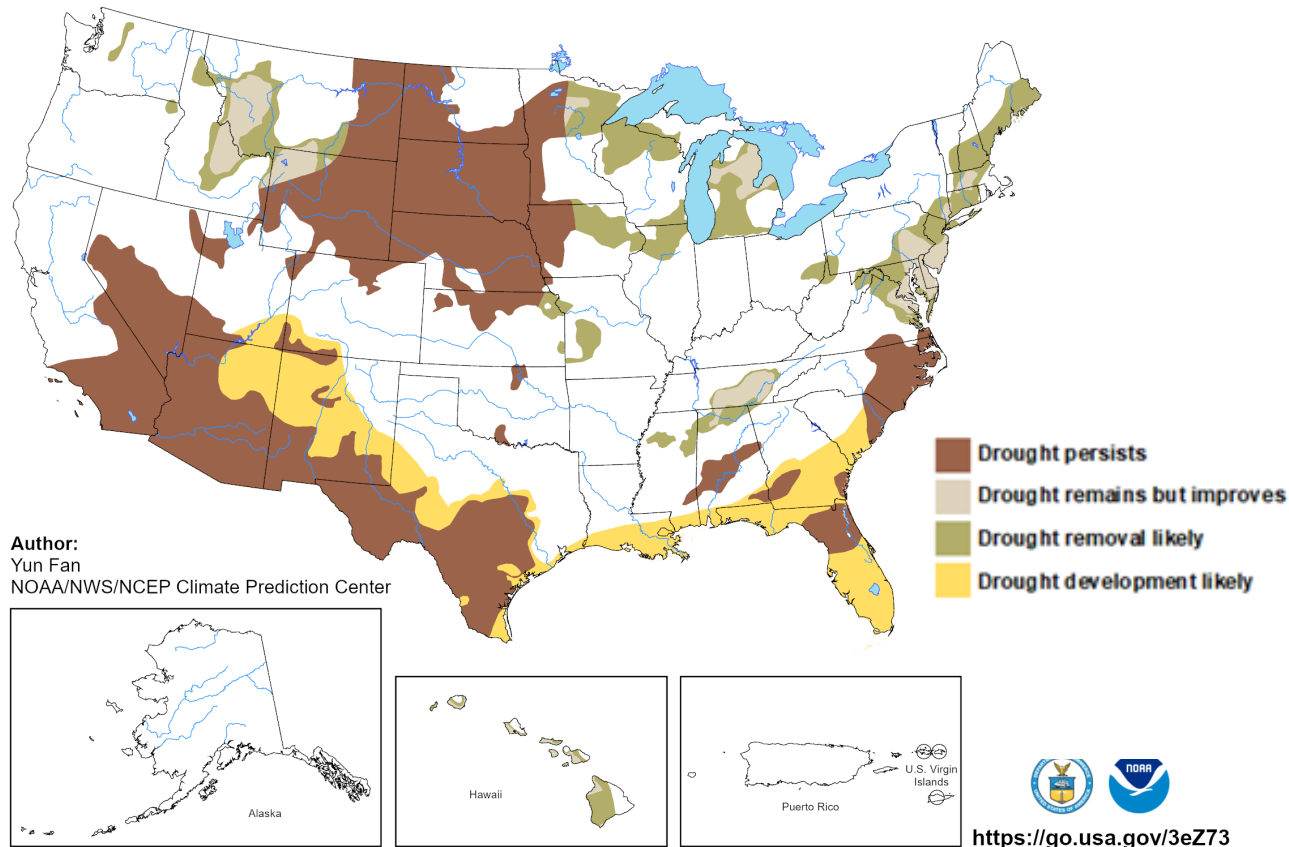 Drought persists
Drought remains but improves
Drought removal likely
Drought development likely
Author:
Yun Fan
NOAA/NWS/NCEP Climate Prediction Center
Alaska
Hawaii
Puerto Rico
U.S. Virgin
Islands
NOAA
https://go.usa.gov/3eZ73